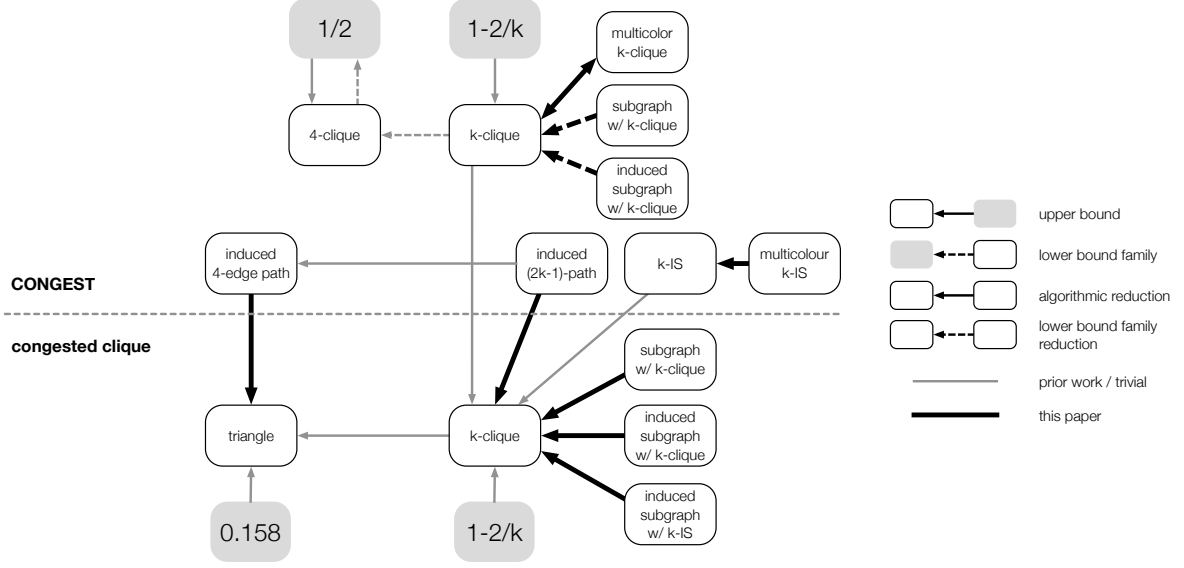 1/2
1-2/k
multicolor
k-clique
4-clique
k-clique
subgraph
w/ k-clique
induced
subgraph
w/ k-clique
induced
4-edge path
induced
(2k-1)-path
k-IS
multicolour
k-IS
CONGEST
congested clique
subgraph
w/ k-clique
triangle
k-clique
induced
subgraph
w/ k-clique
induced
subgraph
w/ k-IS
0.158
1-2/k
upper bound
lower bound family
algorithmic reduction
lower bound family
reduction
prior work / trivial
this paper